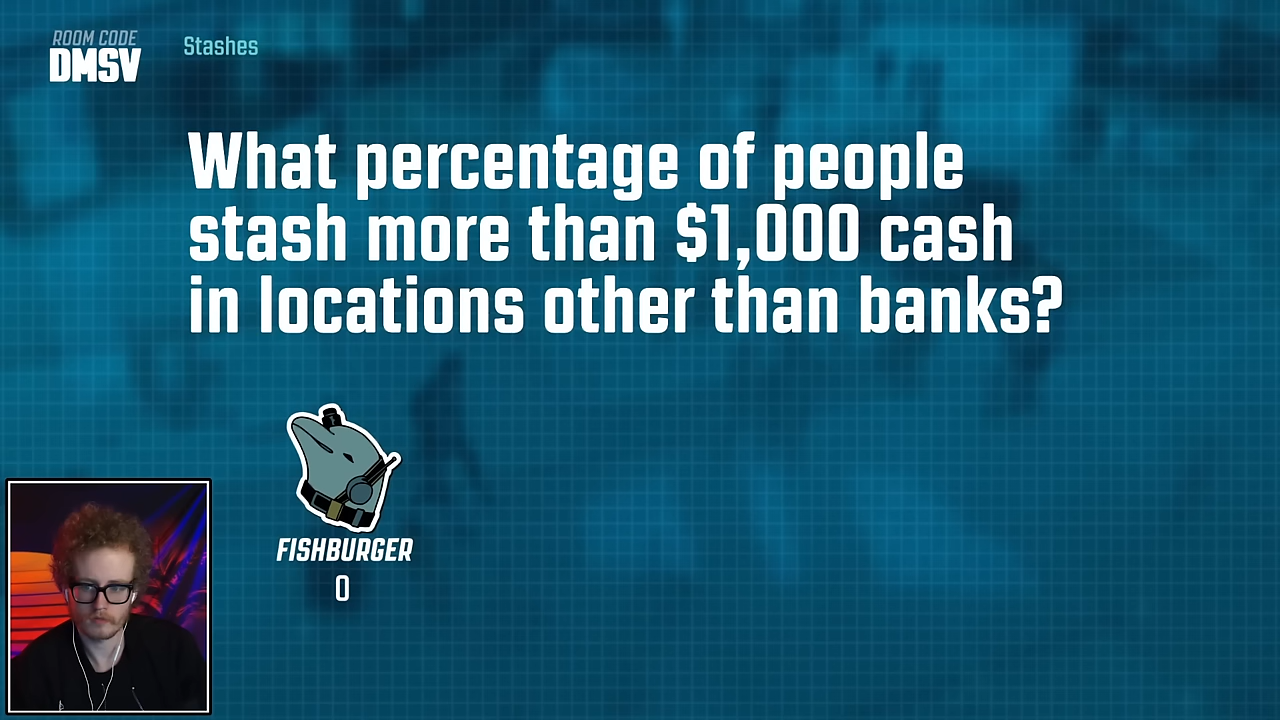 ROOM CODE
DMSV
Stashes
What percentage of people
stash more than $1,000 cash
in locations other than banks?
FISHBURGER
0